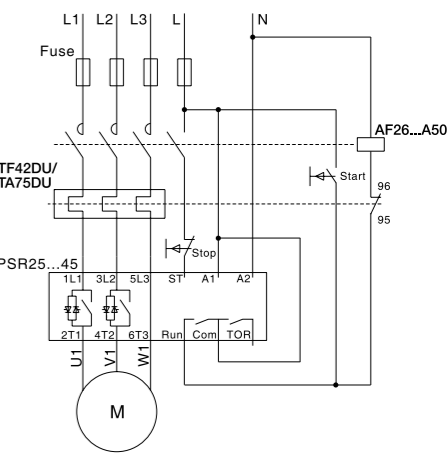 L1 L2 L3 L N
Fuse
AF26...A50
TF42DU/
TA75DU
Start
96
95
Stop
PSR25...45
1L1 3L2 5L3 ST A1 A2
2T1 4T2 6T3 Run Com TOR
U1 V1 W1
M